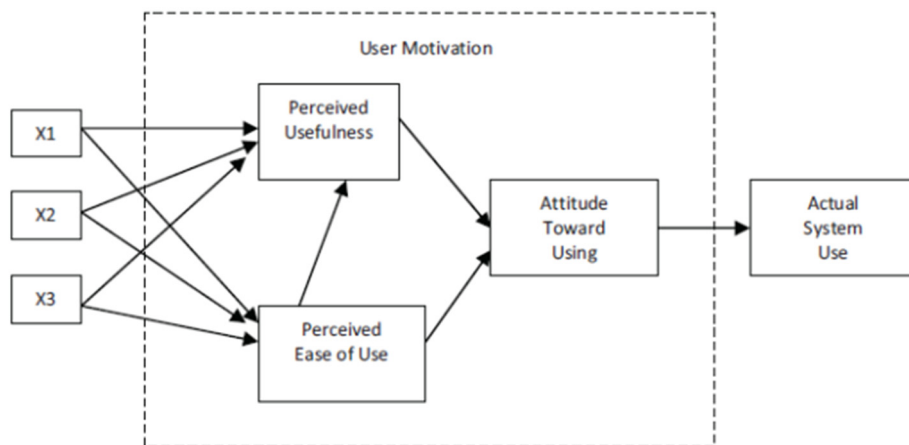 User Motivation
X1
X2
X3
Perceived
Usefulness
Perceived
Ease of Use
Attitude
Toward
Using
Actual
System
Use